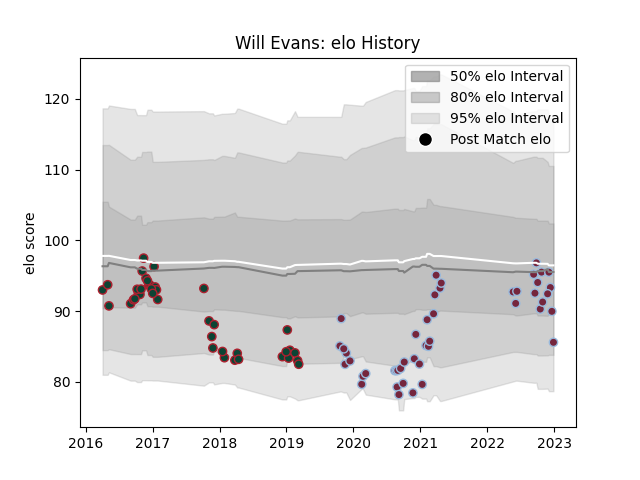 Will Evans: elo History
50% elo Interval
80% elo Interval
95% elo Interval
Post Match elo
elo score
120
110
100
90
80
2016 2017 2018 2019 2020 2021 2022 2023